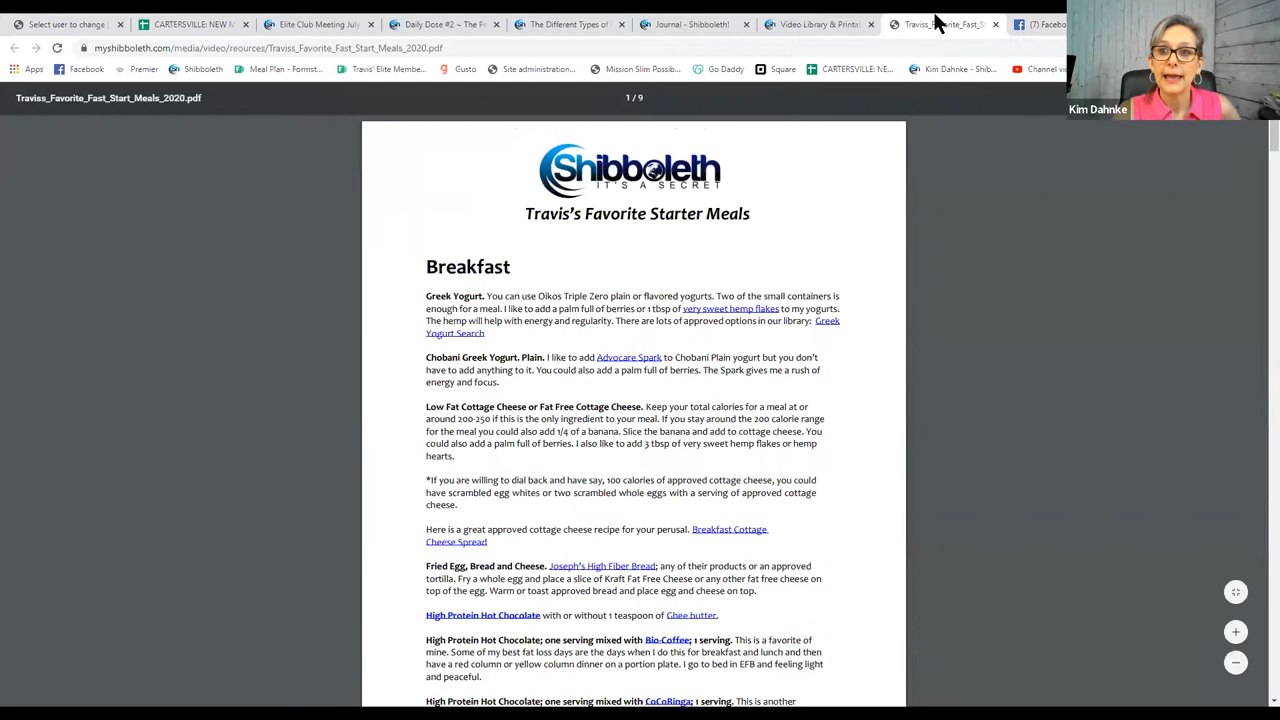 Select user to change
CARTERSVILLE: NEW M
Elite Club Meeting July
Daily Dose #2 ~ The Fe
The Different Types of
Journal - Shibboleth!
Video Library & Printa
Traviss_Favorite_Fast_S
(7) Facebo
myshibboleth.com/media/video/reources/Traviss_Favorite_Fast_Start_Meals_2020.pdf
Apps
Facebook
Premier
Shibboleth
Meal Plan - Formst...
Travis' Elite Membe...
Gusto
Site administration...
Mission Slim Possib...
Go Daddy
Square
CARTERSVILLE: NE...
Kim Dahnke - Shib...
Channel vi
Kim Dahnke
Traviss_Favorite_Fast_Start_Meals_2020.pdf
1 / 9
Shibboleth
IT'S A SECRET
Travis's Favorite Starter Meals
Breakfast
Greek Yogurt. You can use Oikos Triple Zero plain or flavored yogurts. Two of the small containers is
enough for a meal. I like to add a palm full of berries or 1 tbsp of very sweet hemp flakes to my yogurts.
The hemp will help with energy and regularity. There are lots of approved options in our library: Greek
Yogurt Search
Chobani Greek Yogurt. Plain. I like to add Advocare Spark to Chobani Plain yogurt but you don't
have to add anything to it. You could also add a palm full of berries. The Spark gives me a rush of
energy and focus.
Low Fat Cottage Cheese or Fat Free Cottage Cheese. Keep your total calories for a meal at or
around 200-250 if this is the only ingredient to your meal. If you stay around the 200 calorie range
for the meal you could also add 1/4 of a banana. Slice the banana and add to cottage cheese. You
could also add a palm full of berries. I also like to add 3 tbsp of very sweet hemp flakes or hemp
hearts.
*If you are willing to dial back and have say, 100 calories of approved cottage cheese, you could
have scrambled egg whites or two scrambled whole eggs with a serving of approved cottage
cheese.
Here is a great approved cottage cheese recipe for your perusal. Breakfast Cottage
Cheese Spread
Fried Egg, Bread and Cheese. Joseph's High Fiber Bread; any of their products or an approved
tortilla. Fry a whole egg and place a slice of Kraft Fat Free Cheese or any other fat free cheese on
top of the egg. Warm or toast approved bread and place egg and cheese on top.
High Protein Hot Chocolate with or without 1 teaspoon of Ghee butter.
High Protein Hot Chocolate; one serving mixed with Bio-Coffee; 1 serving. This is a favorite of
mine. Some of my best fat loss days are the days when I do this for breakfast and lunch and then
have a red column or yellow column dinner on a portion plate. I go to bed in EFB and feeling light
and peaceful.
High Protein Hot Chocolate; one serving mixed with CoCoBinga; 1 serving. This is another